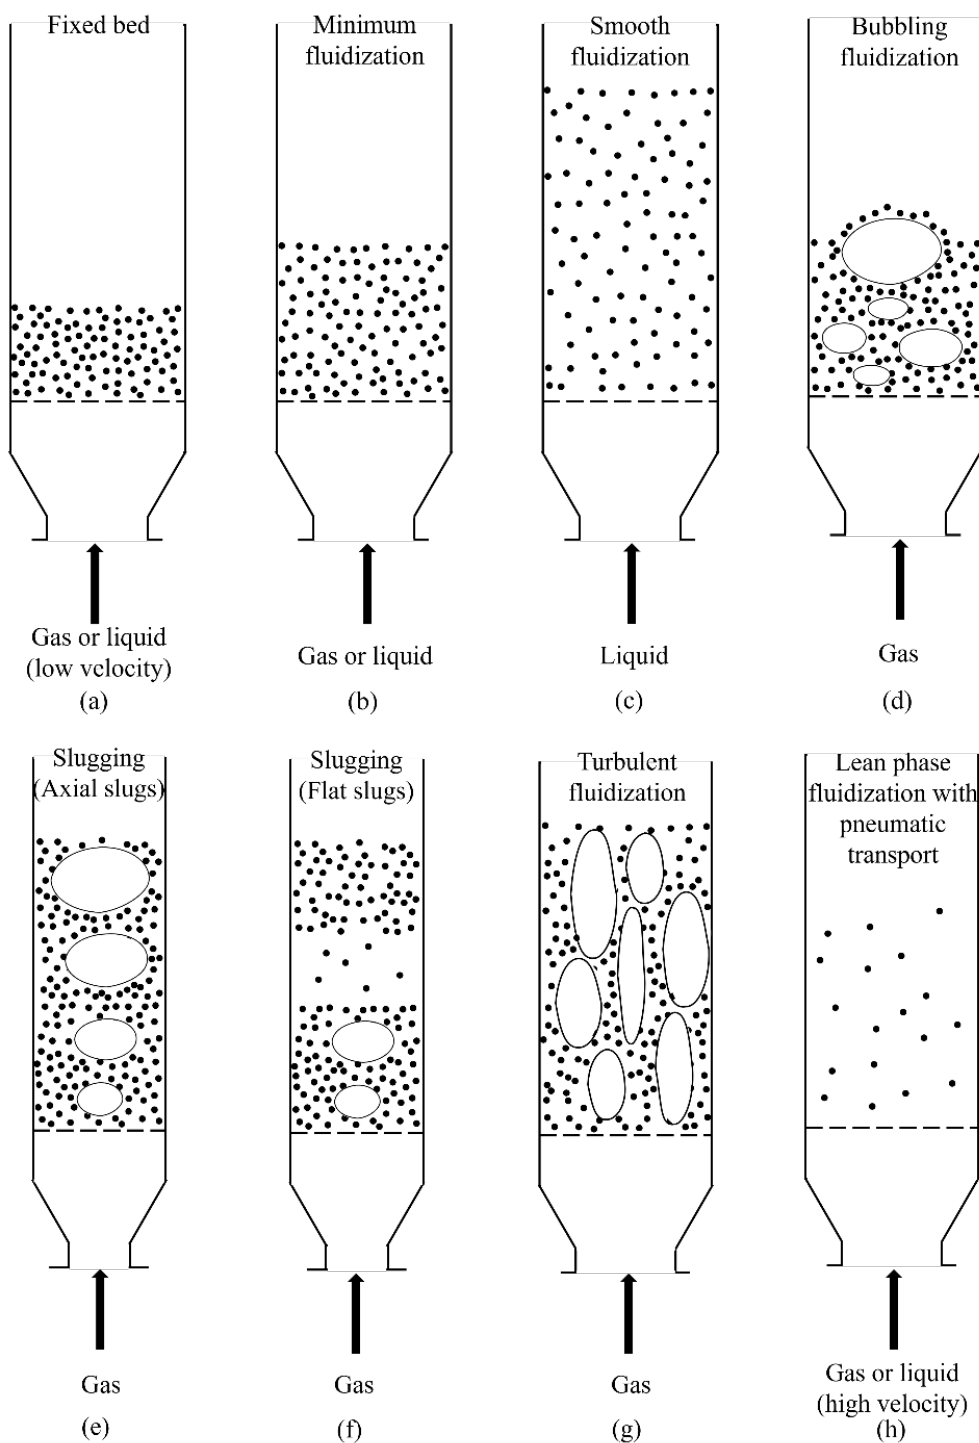 Fixed bed
Minimum
fluidization
Smooth
fluidization
Bubbling
fluidization
Gas or liquid
(low velocity)
(a)
Gas or liquid
(b)
Liquid
(c)
Gas
(d)
Slugging
(Axial slugs)
Slugging
(Flat slugs)
Turbulent
fluidization
Lean phase
fluidization with
pneumatic
transport
Gas
(e)
Gas
(f)
Gas
(g)
Gas or liquid
(high velocity)
(h)